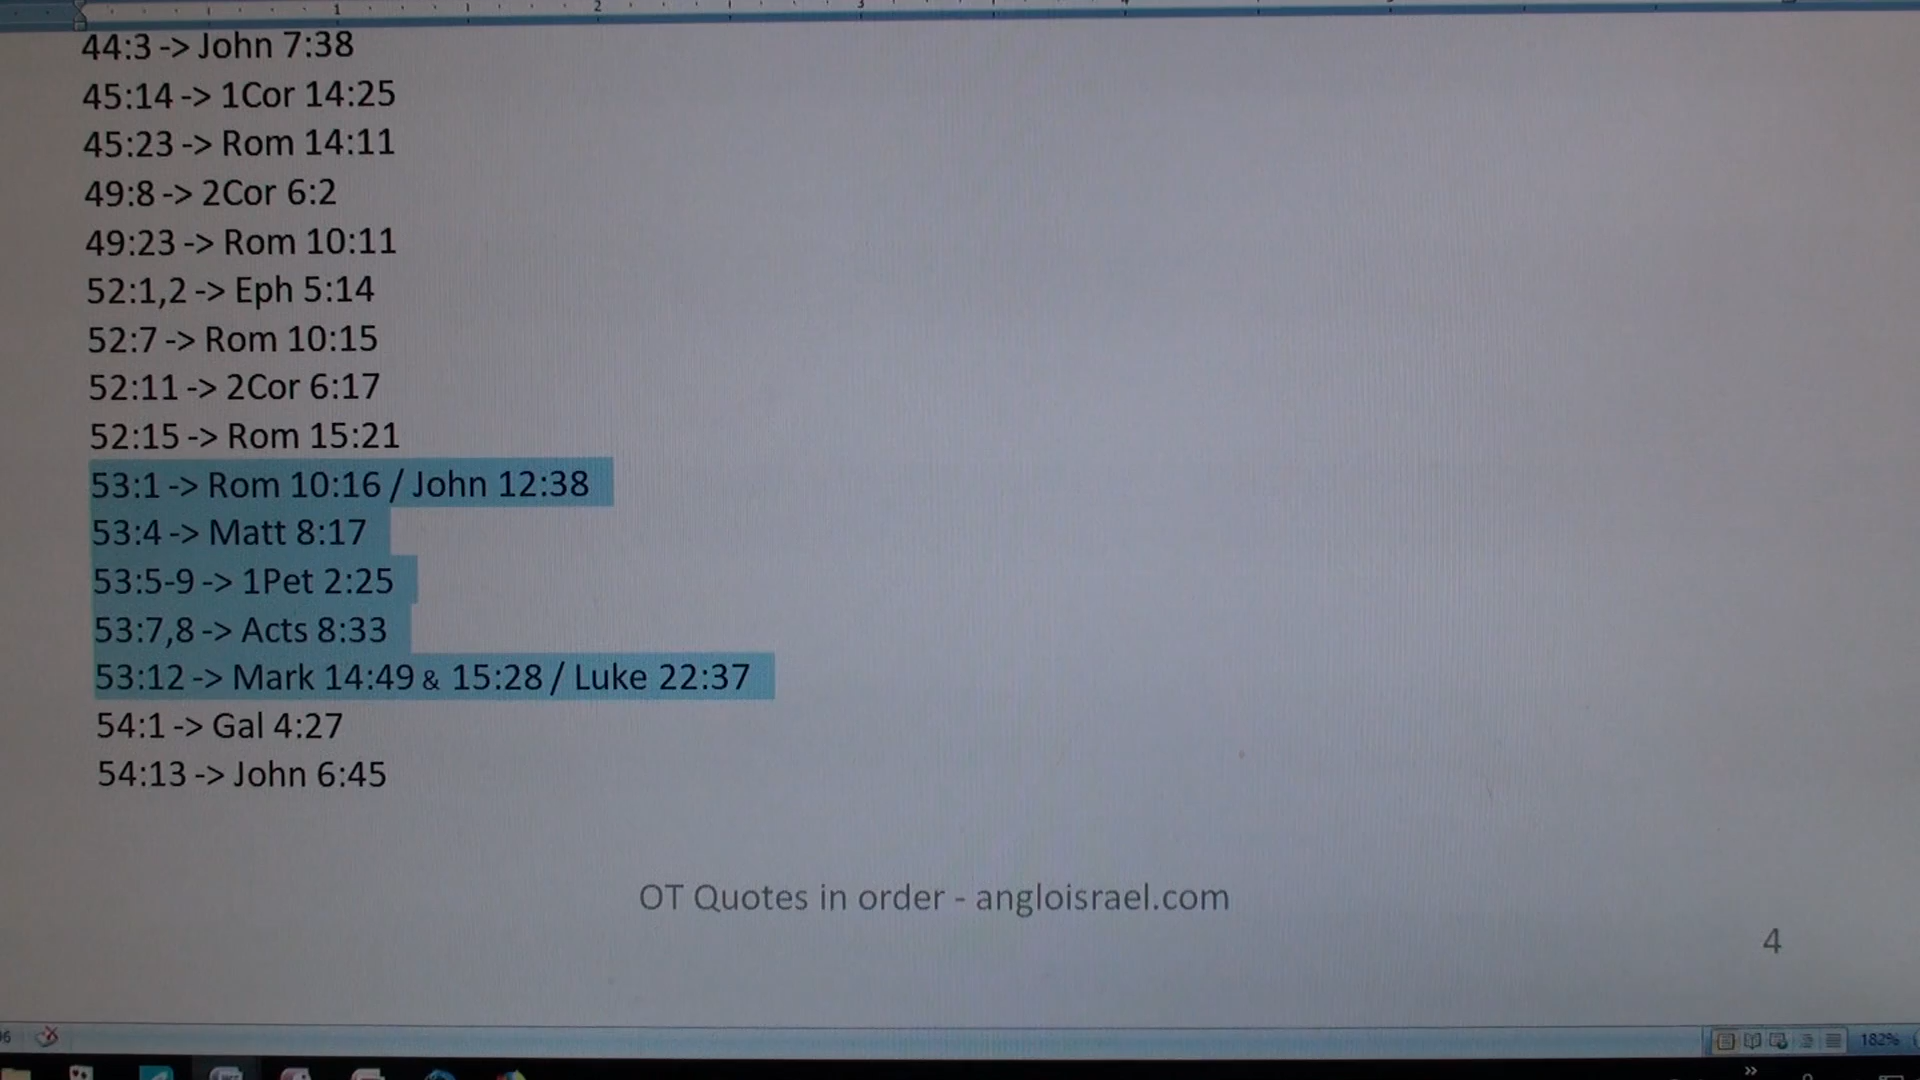 1 2 3
44:3 -> John 7:38
45:14 -> 1Cor 14:25
45:23 -> Rom 14:11
49:8 -> 2Cor 6:2
49:23 -> Rom 10:11
52:1,2 -> Eph 5:14
52:7 -> Rom 10:15
52:11 -> 2Cor 6:17
52:15 -> Rom 15:21
53:1 -> Rom 10:16 / John 12:38
53:4 -> Matt 8:17
53:5-9 -> 1Pet 2:25
53:7,8 -> Acts 8:33
53:12 -> Mark 14:49 & 15:28 / Luke 22:37
54:1 -> Gal 4:27
54:13 -> John 6:45
OT Quotes in order - angloisrael.com
4
182%